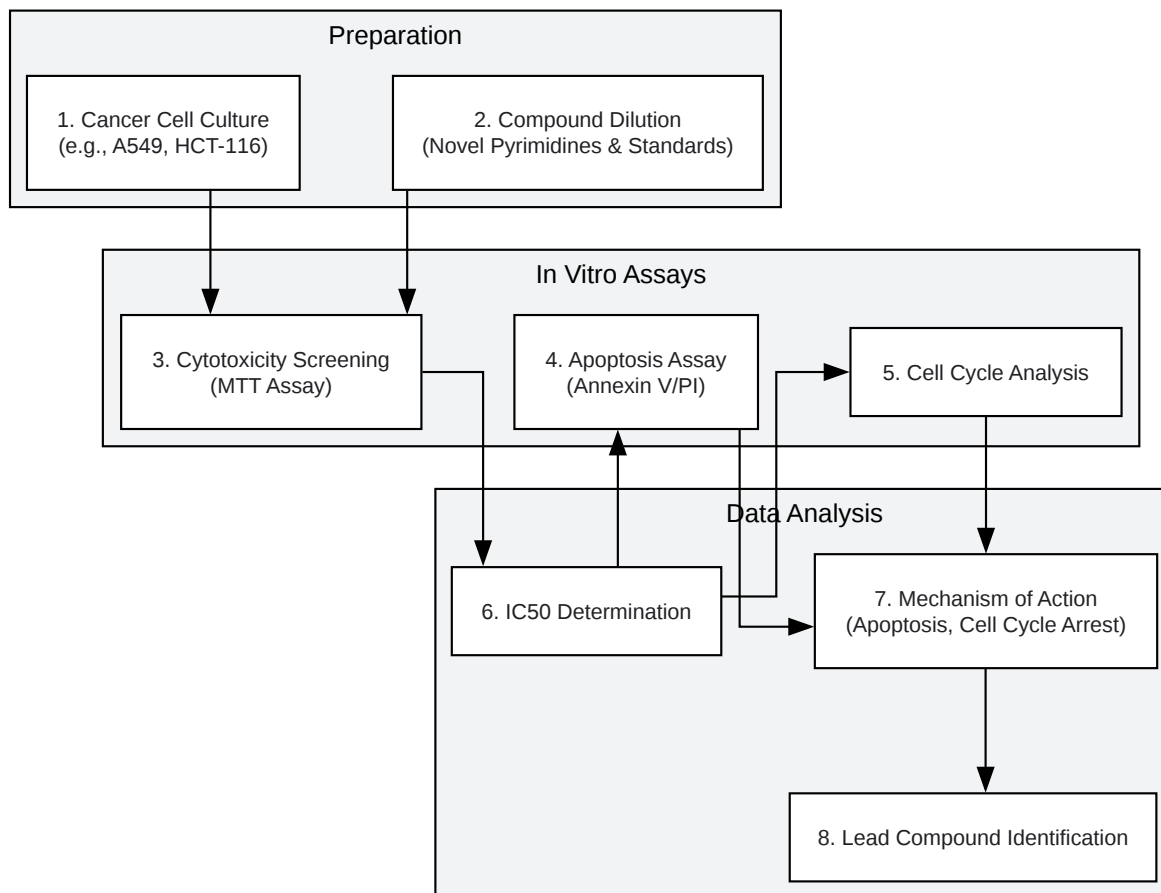 Preparation
1. Cancer Cell Culture
(e.g., A549, HCT-116)
2. Compound Dilution
(Novel Pyrimidines & Standards)
In Vitro Assays
3. Cytotoxicity Screening
(MTT Assay)
4. Apoptosis Assay
(Annexin V/PI)
5. Cell Cycle Analysis
Data Analysis
6. IC50 Determination
7. Mechanism of Action
(Apoptosis, Cell Cycle Arrest)
8. Lead Compound Identification